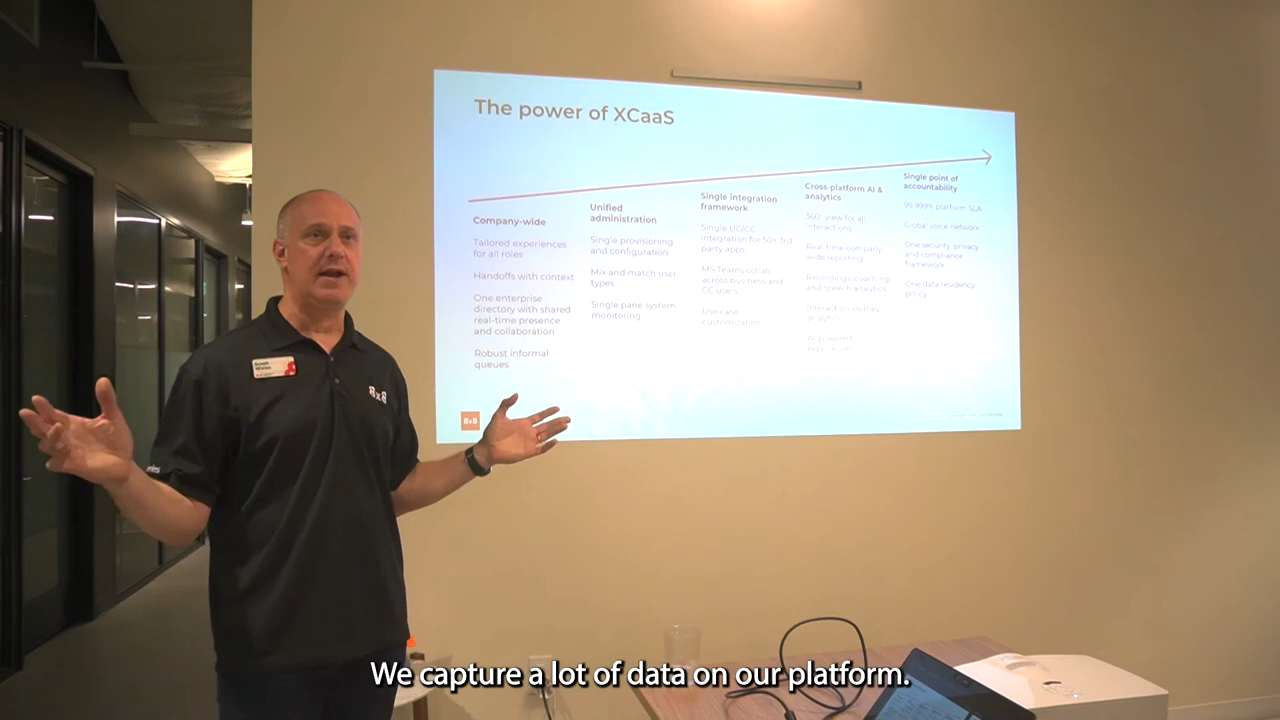 The power of XCaaS
Company-wide
Tailored experiences
for all roles
Handoffs with context
One enterprise
directory with shared
real-time presence
and collaboration
Robust informal
queues
Unified
administration
Single provisioning
and configuration
Mix and match user
types
Single pane system
monitoring
Single integration
framework
Single UC/CC
integration for 50+ 3rd
party apps
MS Teams collab
across business and
CC users
Use case
customization
Cross-platform AI &
analytics
360° view for all
interactions
Real-time company
wide reporting
Recordings, coaching
and speech analytics
Interaction journey
analytics
AI powered
experiences
Single point of
accountability
99.999% platform SLA
Global voice network
One security, privacy
and compliance
framework
One data residency
policy
8x8
Scott
8x8
We capture a lot of data on our platform.